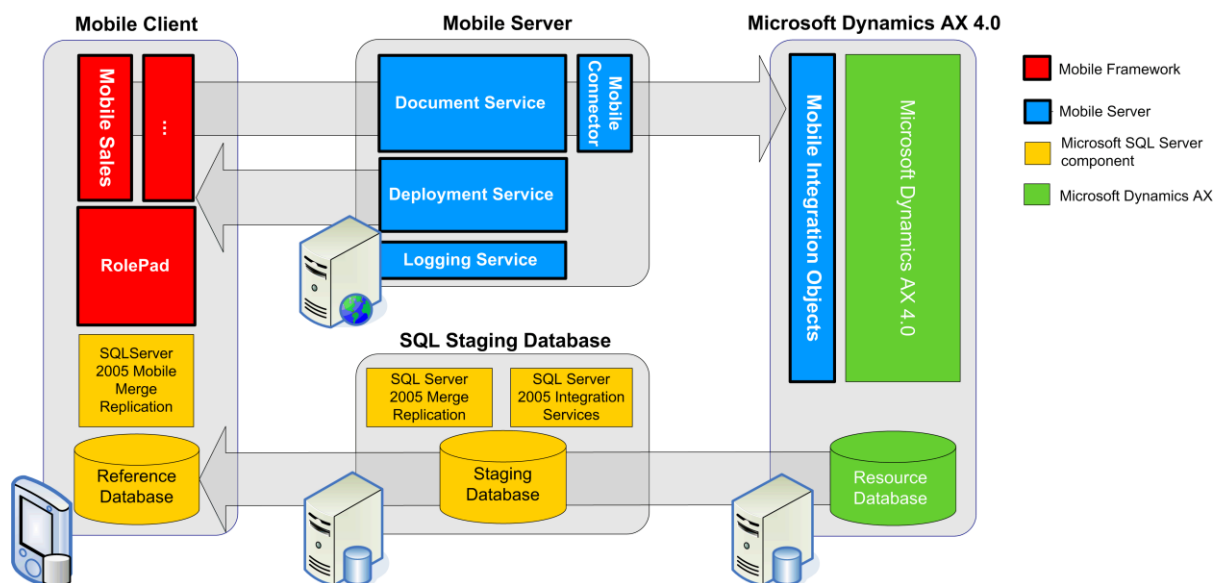 Mobile Client
Mobile Server
Microsoft Dynamics AX 4.0
Mobile Sales
...
RolePad
SQLServer
2005 Mobile
Merge
Replication
Reference
Database
Document Service
Mobile
Connector
Deployment Service
Logging Service
SQL Staging Database
SQL Server
2005 Merge
Replication
SQL Server
2005 Integration
Services
Staging
Database
Mobile Integration Objects
Microsoft Dynamics AX 4.0
Resource
Database
Mobile Framework
Mobile Server
Microsoft SQL Server
component
Microsoft Dynamics AX